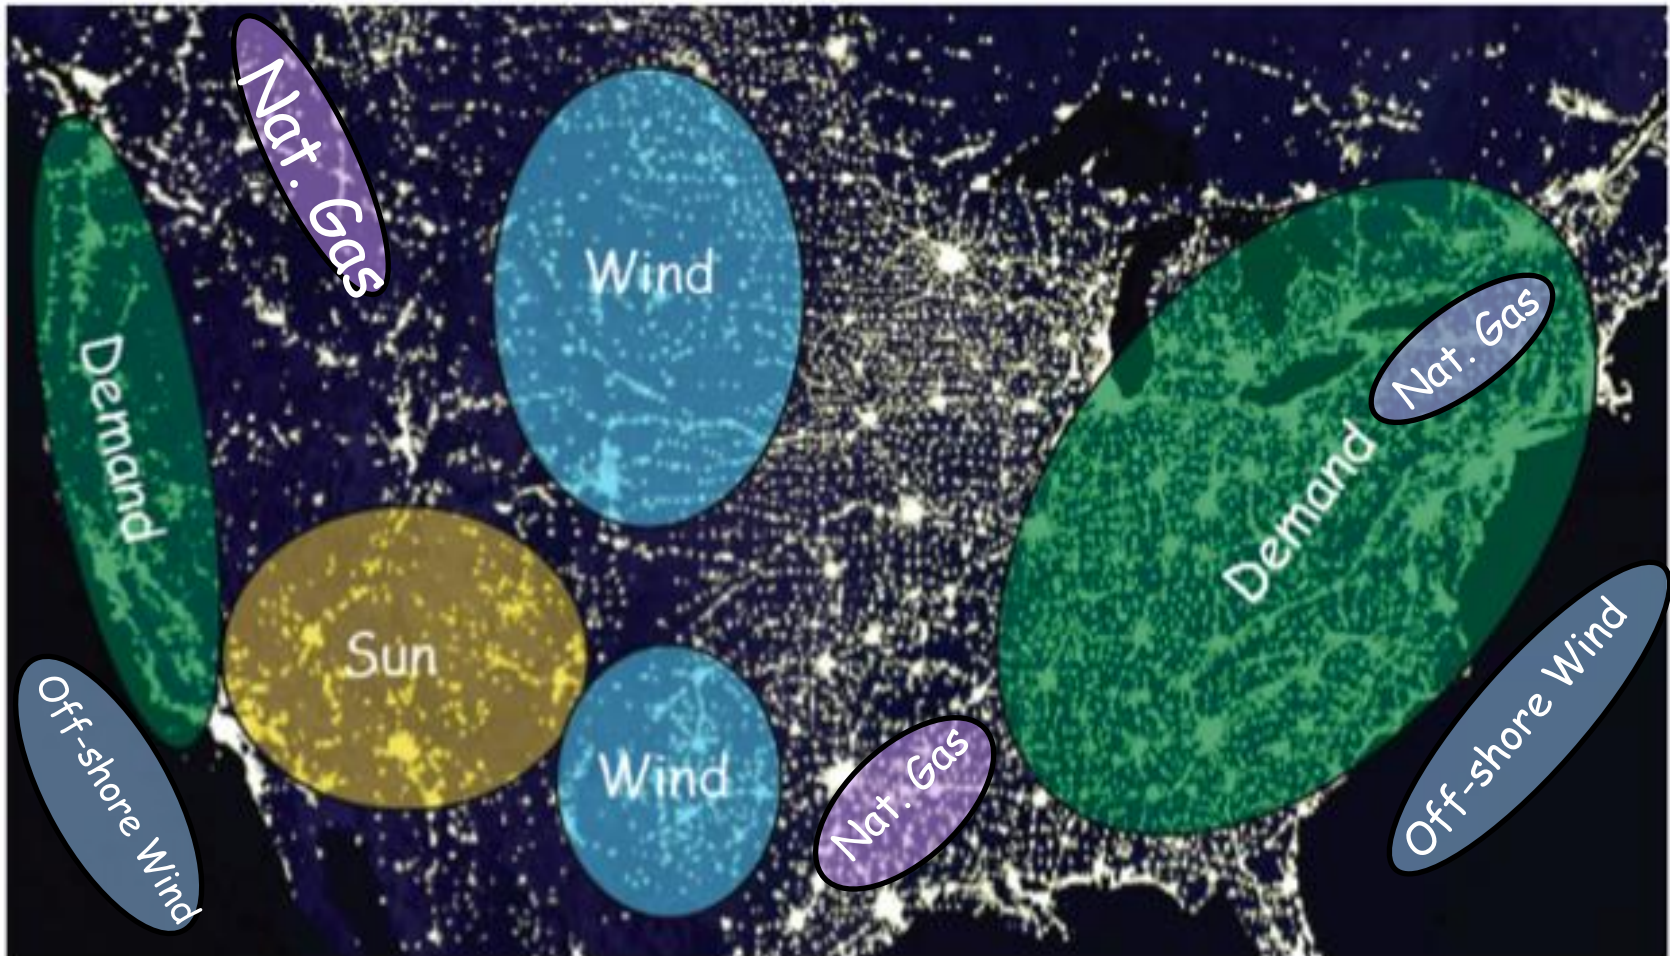 Nat. Gas
Wind
Nat. Gas
Demand
Demand
Sun
Off-shore Wind
Off-shore Wind
Wind
Nat. Gas